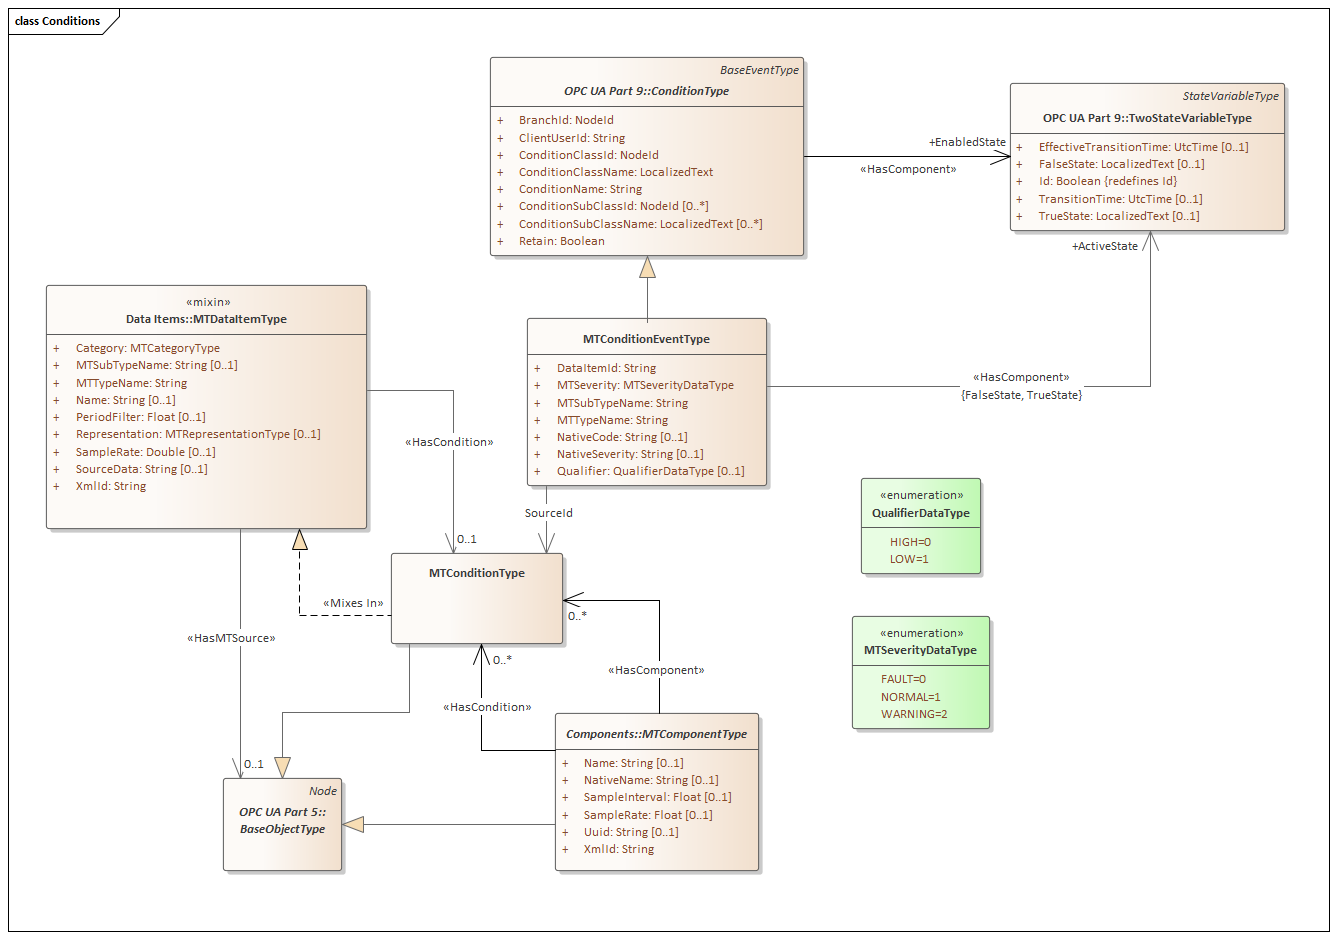 class Conditions
BaseEventType
OPC UA Part 9::ConditionType
+ BranchId: NodeId
+ ClientUserId: String
+ ConditionClassId: NodeId
+ ConditionClassName: LocalizedText
+ ConditionName: String
+ ConditionSubClassId: NodeId [0..*]
+ ConditionSubClassName: LocalizedText [0..*]
+ Retain: Boolean
+EnabledState
«HasComponent»
StateVariableType
OPC UA Part 9::TwoStateVariableType
+ EffectiveTransitionTime: UtcTime [0..1]
+ FalseState: LocalizedText [0..1]
+ Id: Boolean {redefines Id}
+ TransitionTime: UtcTime [0..1]
+ TrueState: LocalizedText [0..1]
+ActiveState
«mixin»
Data Items::MTDataItemType
+ Category: MTCategoryType
+ MTSubTypeName: String [0..1]
+ MTTypeName: String
+ Name: String [0..1]
+ PeriodFilter: Float [0..1]
+ Representation: MTRepresentationType [0..1]
+ SampleRate: Double [0..1]
+ SourceData: String [0..1]
+ XmlId: String
MTConditionEventType
+ DataItemId: String
+ MTSeverity: MTSeverityDataType
+ MTSubTypeName: String
+ MTTypeName: String
+ NativeCode: String [0..1]
+ NativeSeverity: String [0..1]
+ Qualifier: QualifierDataType [0..1]
«HasComponent»
{FalseState, TrueState}
«HasCondition»
SourceId
0..1
«enumeration»
QualifierDataType
HIGH=0
LOW=1
MTConditionType
«Mixes In»
0..*
«HasMTSource»
0..*
«HasComponent»
«HasCondition»
«enumeration»
MTSeverityDataType
FAULT=0
NORMAL=1
WARNING=2
0..1
Node
OPC UA Part 5::
BaseObjectType
Components::MTComponentType
+ Name: String [0..1]
+ NativeName: String [0..1]
+ SampleInterval: Float [0..1]
+ SampleRate: Float [0..1]
+ Uuid: String [0..1]
+ XmlId: String